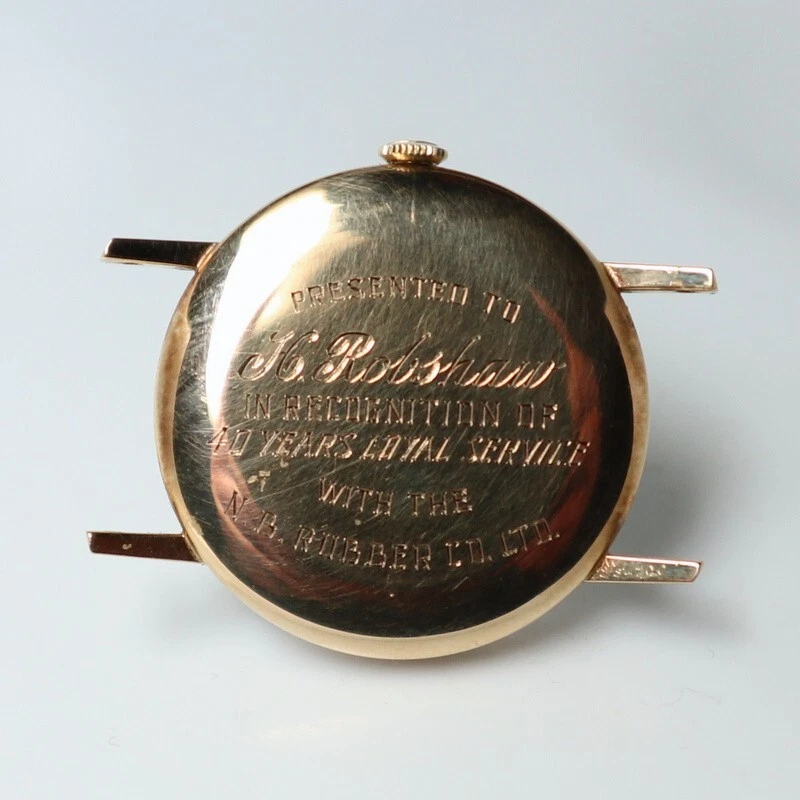 PRESENTED TO
H. Robshaw
IN RECOGNITION OF
40 YEARS LOYAL SERVICE
WITH THE
N.B. RUBBER CO. LTD.